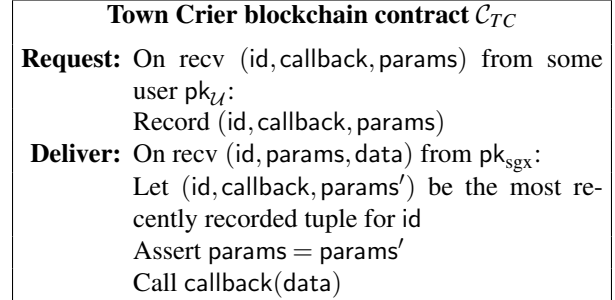 Town Crier blockchain contract 𝒞_TC
Request: On recv (id, callback, params) from some
user pk_𝒰:
Record (id, callback, params)
Deliver: On recv (id, params, data) from pk_sgx:
Let (id, callback, params′) be the most re-
cently recorded tuple for id
Assert params = params′
Call callback(data)